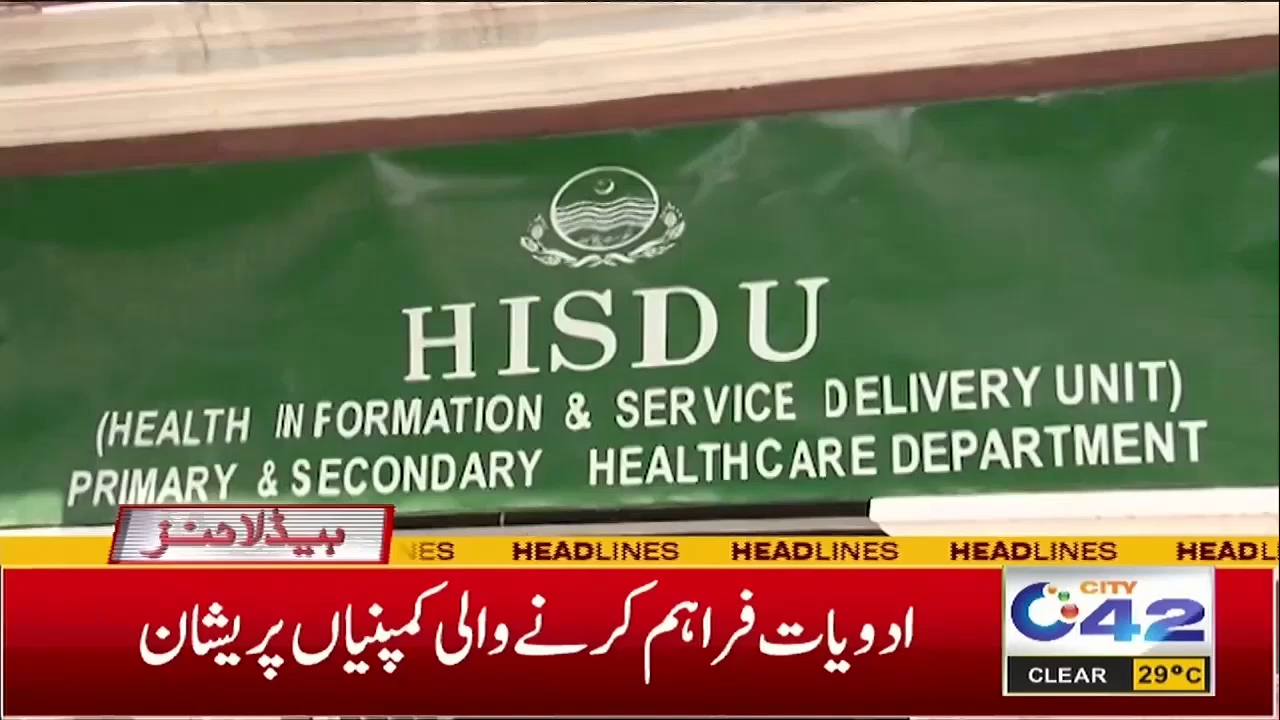 HISDU
(HEALTH INFORMATION & SERVICE DELIVERY UNIT)
PRIMARY & SECONDARY HEALTHCARE DEPARTMENT
ہیڈلائنز
NES HEADLINES HEADLINES HEADLINES HEADL
ادویات فراہم کرنے والی کمپنیاں پریشان
CITY
42
CLEAR 29°C